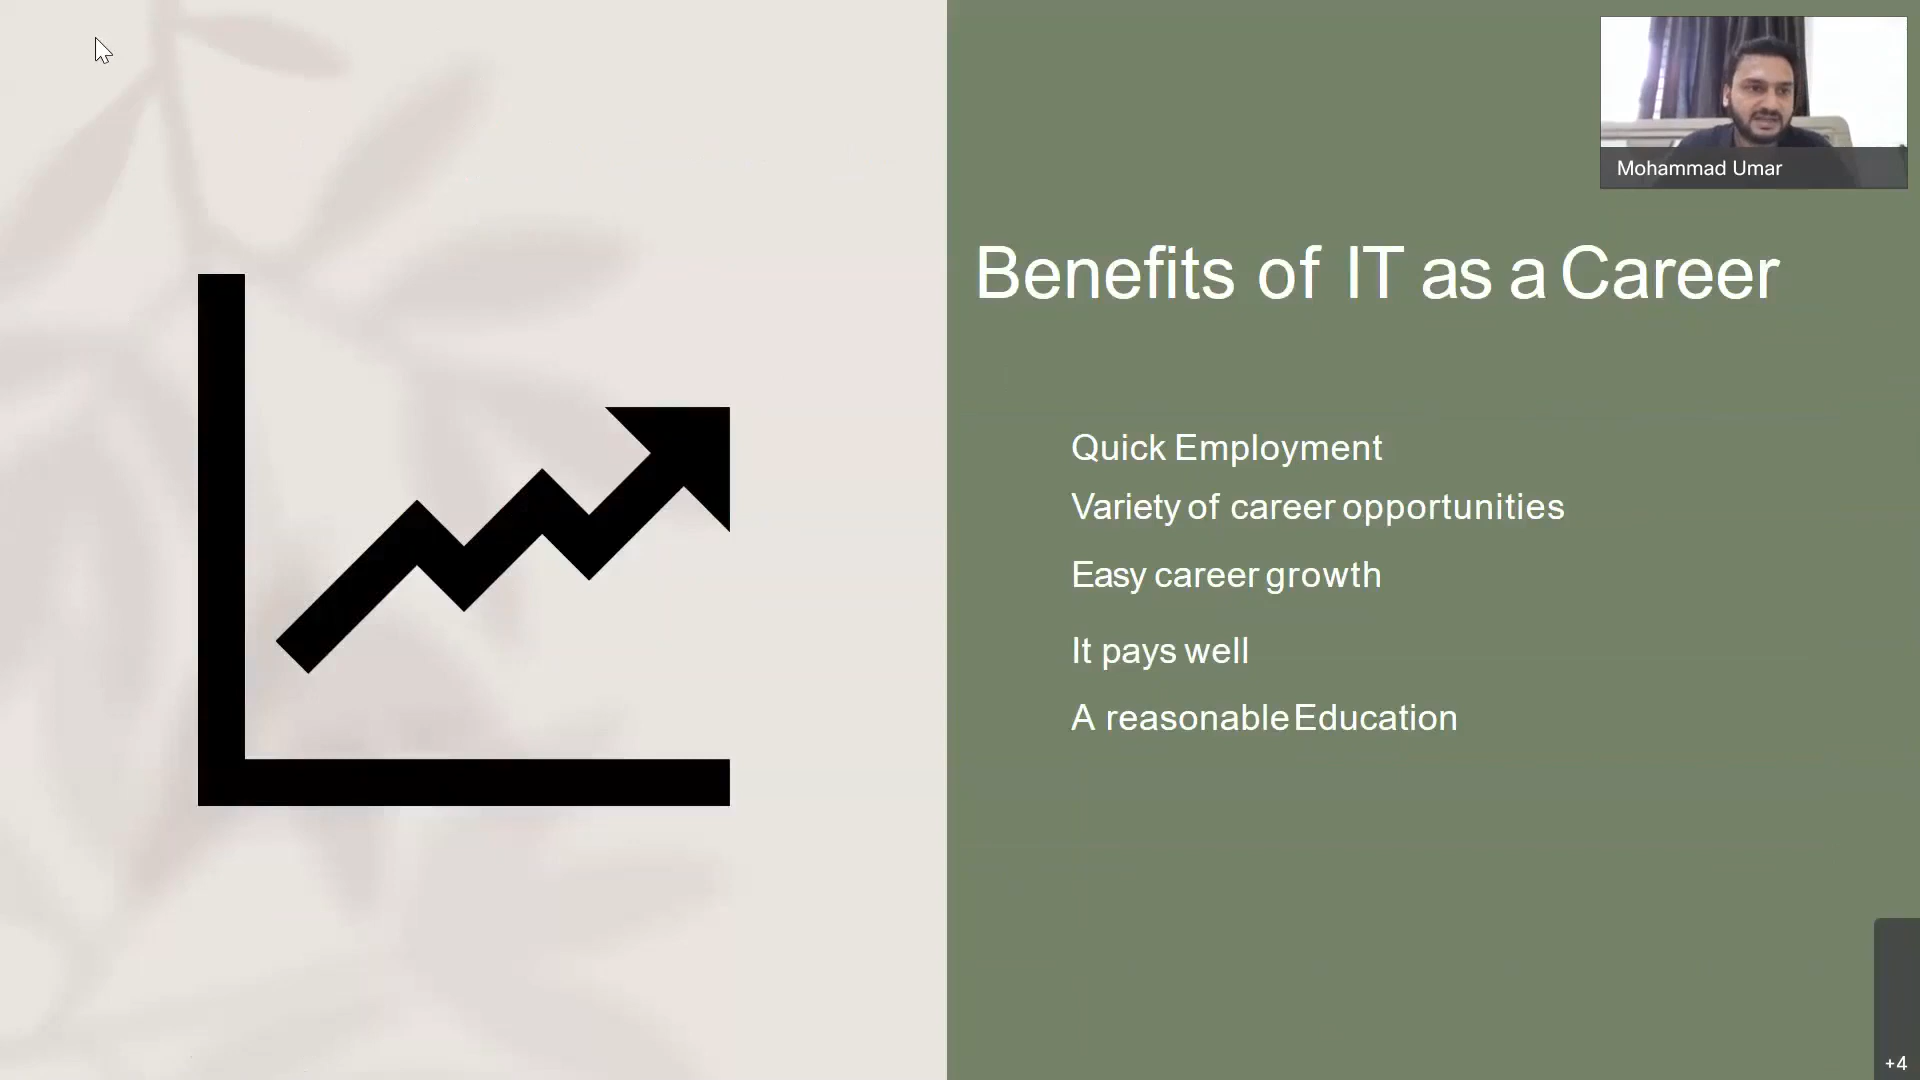 Mohammad Umar
Benefits of IT as a Career
Quick Employment
Variety of career opportunities
Easy career growth
It pays well
A reasonable Education
+4